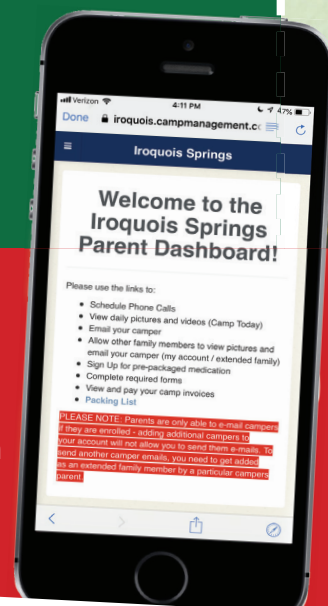 Verizon 4:11 PM 47%
Done iroquois.campmanagement.c
Iroquois Springs
Welcome to the
Iroquois Springs
Parent Dashboard!
Please use the links to:
• Schedule Phone Calls
• View daily pictures and videos (Camp Today)
• Email your camper
• Allow other family members to view pictures and
email your camper (my account / extended family)
• Sign Up for pre-packaged medication
• Complete required forms
• View and pay your camp invoices
• Packing List
PLEASE NOTE: Parents are only able to e-mail campers
if they are enrolled - adding additional campers to
your account will not allow you to send them e-mails. To
send another camper emails, you need to get added
as an extended family member by a particular campers
parent.